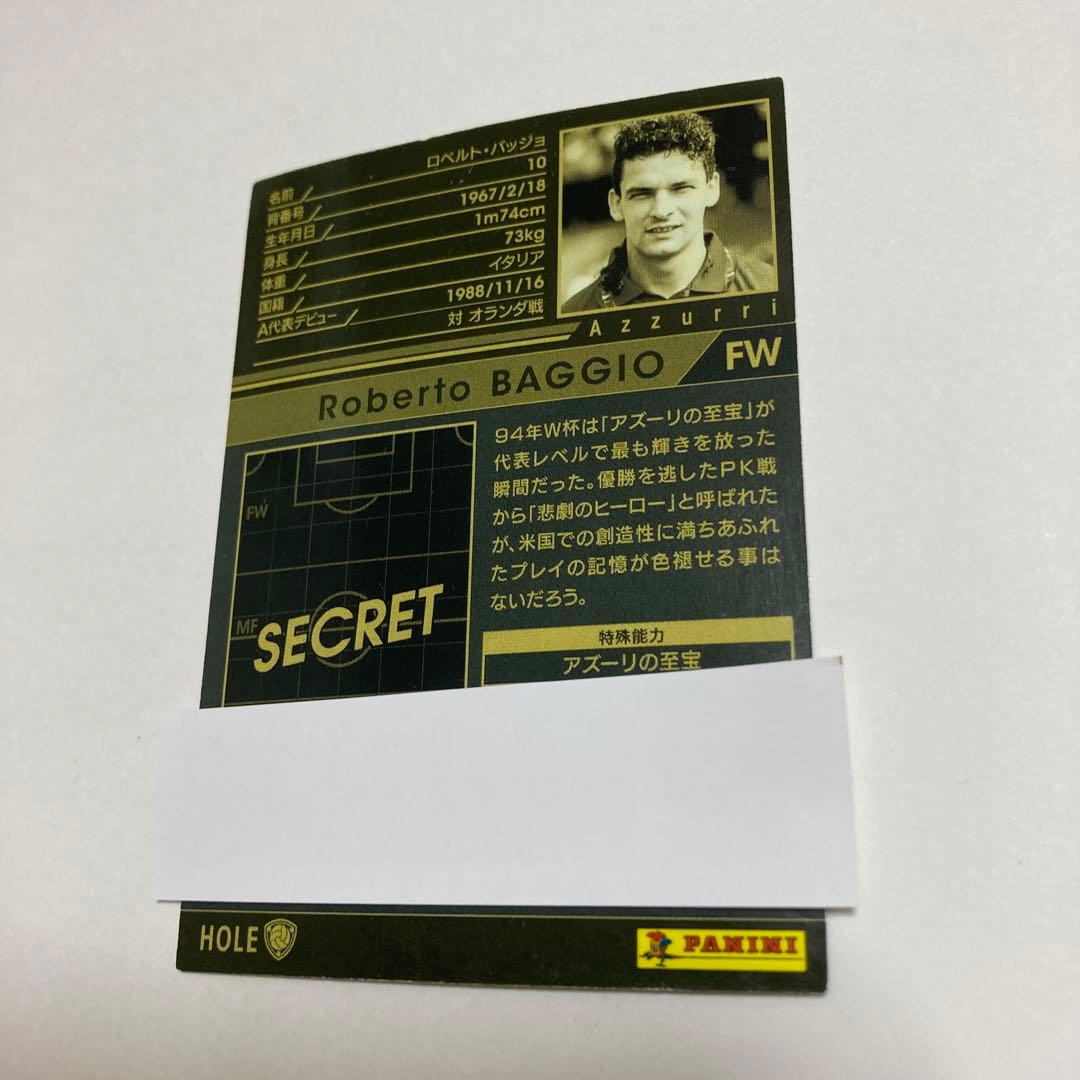 名前 ロベルト・バッジョ
背番号 10
生年月日 1967/2/18
身長 1m74cm
体重 73kg
国籍 イタリア
A代表デビュー 1988/11/16
対 オランダ戦
Azzurri
Roberto BAGGIO FW
94年W杯は「アズーリの至宝」が
代表レベルで最も輝きを放った
瞬間だった。優勝を逃したPK戦
から「悲劇のヒーロー」と呼ばれた
が、米国での創造性に満ちあふれ
たプレイの記憶が色褪せる事は
ないだろう。
FW
MF
SECRET
特殊能力
アズーリの至宝
HOLE
PANINI